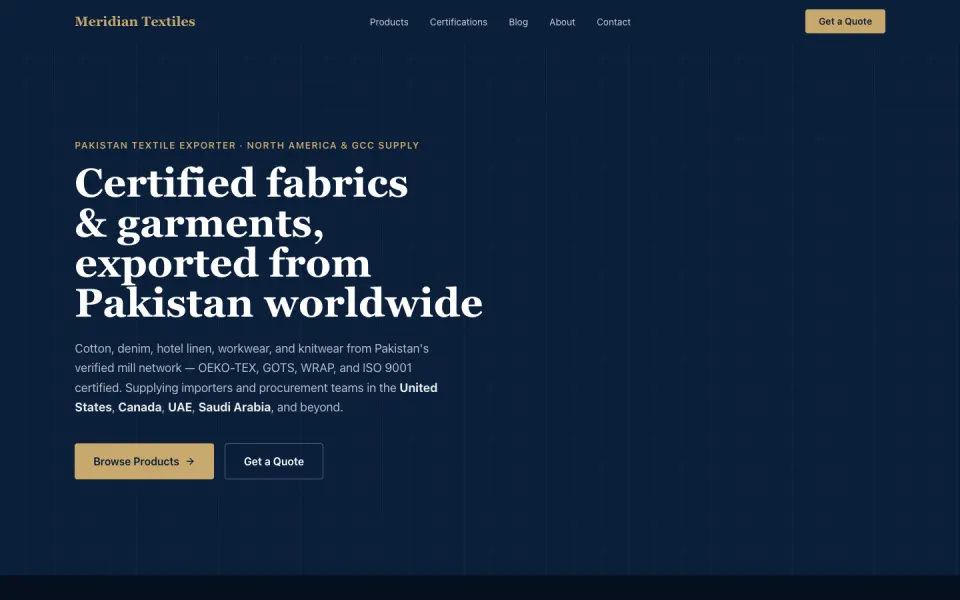 Meridian Textiles
Products
Certifications
Blog
About
Contact
Get a Quote
PAKISTAN TEXTILE EXPORTER · NORTH AMERICA & GCC SUPPLY
Certified fabrics
& garments,
exported from
Pakistan worldwide
Cotton, denim, hotel linen, workwear, and knitwear from Pakistan's
verified mill network — OEKO-TEX, GOTS, WRAP, and ISO 9001
certified. Supplying importers and procurement teams in the United
States, Canada, UAE, Saudi Arabia, and beyond.
Browse Products →
Get a Quote